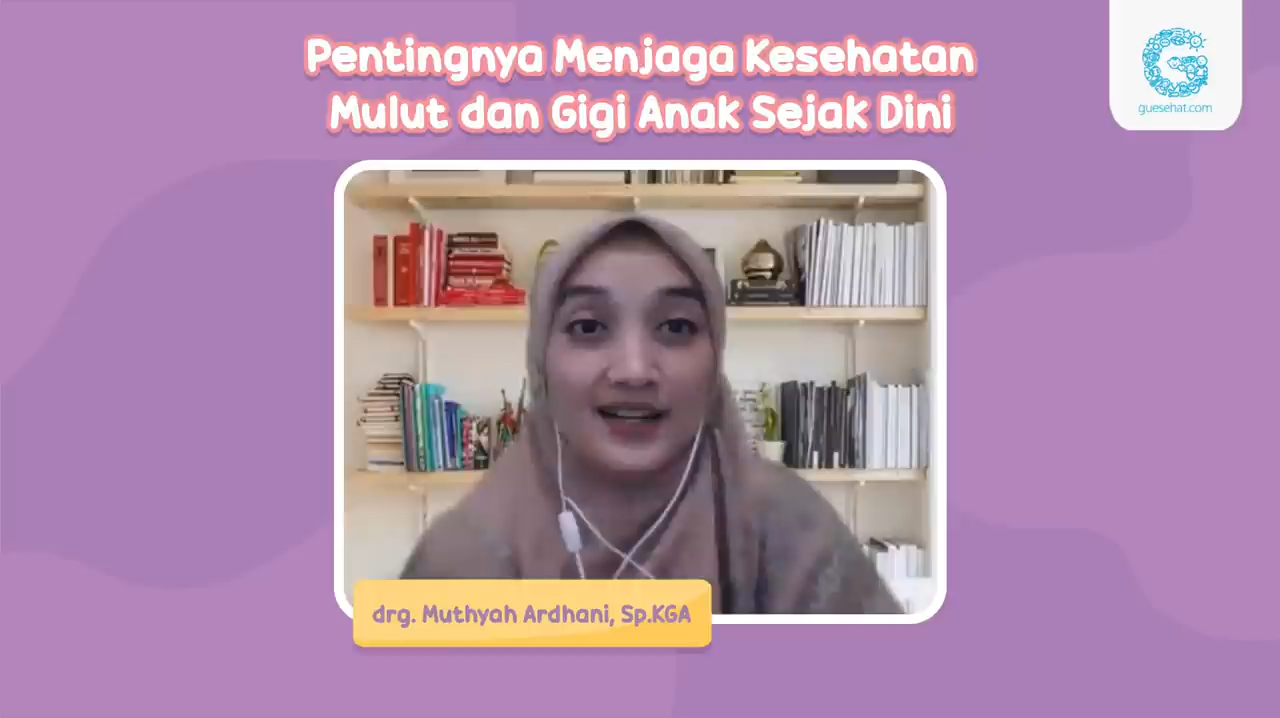 Pentingnya Menjaga Kesehatan
Mulut dan Gigi Anak Sejak Dini
guesehat.com
drg. Muthyah Ardhani, Sp.KGA